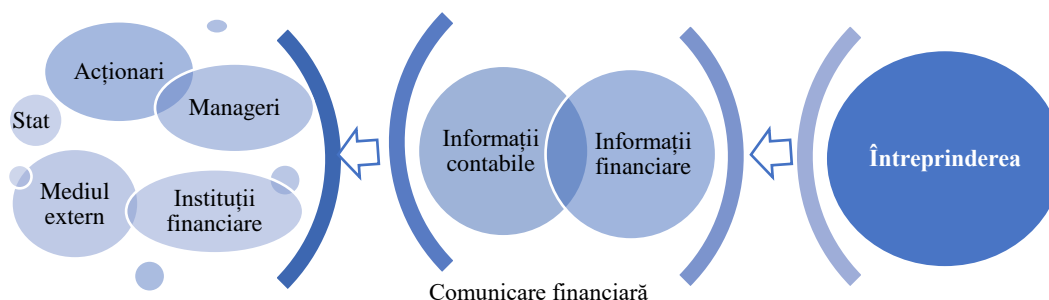 Acționari
Manageri
Stat
Mediul
extern
Instituții
financiare
Informații
contabile
Informații
financiare
Întreprinderea
Comunicare financiară